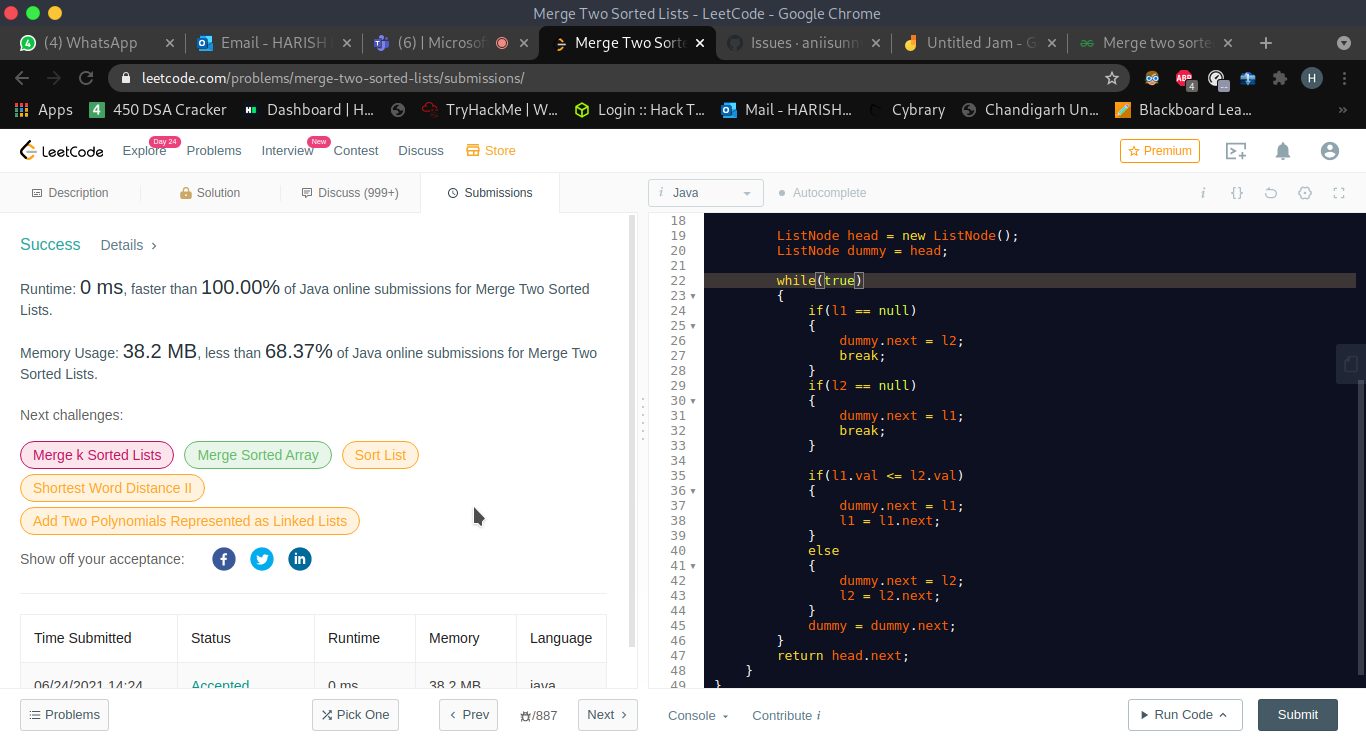 Merge Two Sorted Lists - LeetCode - Google Chrome
(4) WhatsApp
Email - HARISH
(6) | Microsof
Merge Two Sorte
Issues · aniisunn
Untitled Jam - G
Merge two sorte
leetcode.com/problems/merge-two-sorted-lists/submissions/
ABP
4
H
Apps
4 450 DSA Cracker
Dashboard | H...
TryHackMe | W...
Login :: Hack T...
Mail - HARISH...
Cybrary
Chandigarh Un...
Blackboard Lea...
»
LeetCode
Explore
Day 24
Problems
Interview
New
Contest
Discuss
Store
Premium
Description
Solution
Discuss (999+)
Submissions
i Java
Autocomplete
i {}
Success Details >
Runtime: 0 ms, faster than 100.00% of Java online submissions for Merge Two Sorted
Lists.
Memory Usage: 38.2 MB, less than 68.37% of Java online submissions for Merge Two
Sorted Lists.
Next challenges:
Merge k Sorted Lists
Merge Sorted Array
Sort List
Shortest Word Distance II
Add Two Polynomials Represented as Linked Lists
Show off your acceptance:
Time Submitted Status Runtime Memory Language
06/24/2021 14:24 Accepted 0 ms 38.2 MB java
18
19 ListNode head = new ListNode();
20 ListNode dummy = head;
21
22 while(true)
23 {
24 if(l1 == null)
25 {
26 dummy.next = l2;
27 break;
28 }
29 if(l2 == null)
30 {
31 dummy.next = l1;
32 break;
33 }
34
35 if(l1.val <= l2.val)
36 {
37 dummy.next = l1;
38 l1 = l1.next;
39 }
40 else
41 {
42 dummy.next = l2;
43 l2 = l2.next;
44 }
45 dummy = dummy.next;
46 }
47 return head.next;
48 }
49 }
Problems
Pick One
< Prev
/887
Next >
Console
Contribute i
Run Code
Submit